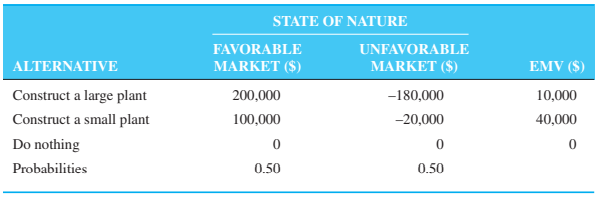 STATE OF NATURE
FAVORABLE UNFAVORABLE
ALTERNATIVE MARKET ($) MARKET ($) EMV ($)
Construct a large plant 200,000 –180,000 10,000
Construct a small plant 100,000 –20,000 40,000
Do nothing 0 0 0
Probabilities 0.50 0.50